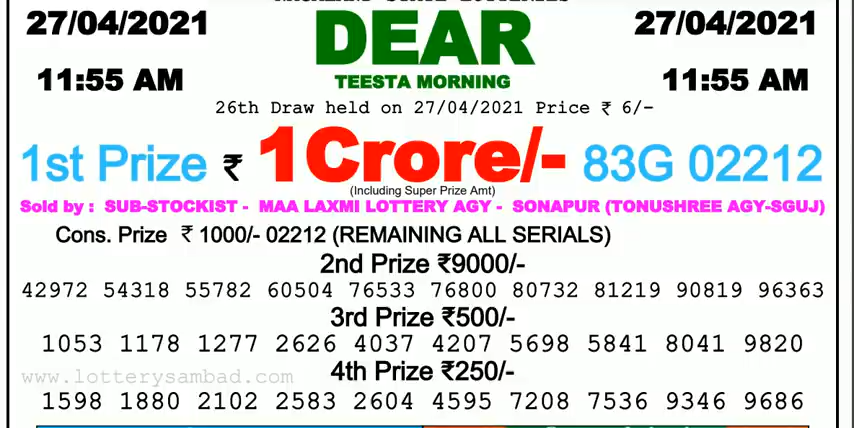 27/04/2021 DEAR 27/04/2021
11:55 AM TEESTA MORNING 11:55 AM
26th Draw held on 27/04/2021 Price ₹ 6/-
1st Prize ₹ 1Crore/- 83G 02212
(Including Super Prize Amt)
Sold by : SUB-STOCKIST - MAA LAXMI LOTTERY AGY - SONAPUR (TONUSHREE AGY-SGUJ)
Cons. Prize ₹ 1000/- 02212 (REMAINING ALL SERIALS)
2nd Prize ₹9000/-
42972 54318 55782 60504 76533 76800 80732 81219 90819 96363
3rd Prize ₹500/-
1053 1178 1277 2626 4037 4207 5698 5841 8041 9820
4th Prize ₹250/-
www.lotterysambad.com
1598 1880 2102 2583 2604 4595 7208 7536 9346 9686